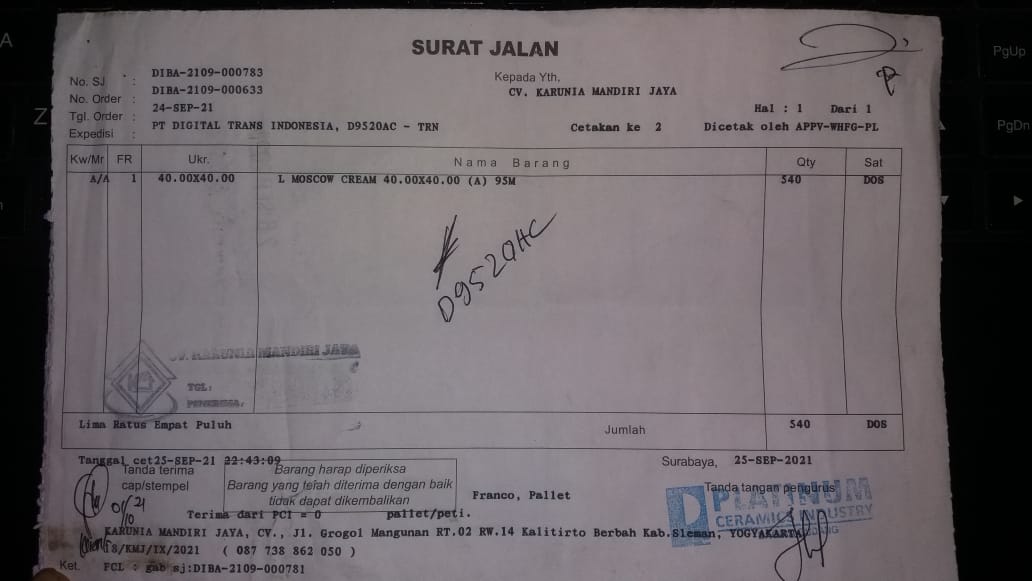 SURAT JALAN
No. SJ : DIBA-2109-000783
No. Order : DIBA-2109-000633
Tgl. Order : 24-SEP-21
Expedisi : PT DIGITAL TRANS INDONESIA, D9520AC - TRN
Kepada Yth,
CV. KARUNIA MANDIRI JAYA
Hal : 1 Dari 1
Cetakan ke 2 Dicetak oleh APPV-WHFG-PL
Kw/Mr FR Ukr. Nama Barang Qty Sat
A/A 1 40.00X40.00 L MOSCOW CREAM 40.00X40.00 (A) 95M 540 DOS
D9520AC
CV. KARUNIA MANDIRI JAYA
TGL:
PENERIMA:
Lima Ratus Empat Puluh Jumlah 540 DOS
Tanggal cet25-SEP-21 22:43:09
Surabaya, 25-SEP-2021
Tanda terima
cap/stempel
Barang harap diperiksa
Barang yang telah diterima dengan baik
tidak dapat dikembalikan
Franco, Pallet
Tanda tangan pengurus
PLATINUM
CERAMICS INDUSTRY
01/10 21
Terima dari PCI = 0 pallet/peti.
KARUNIA MANDIRI JAYA, CV., Jl. Grogol Mangunan RT.02 RW.14 Kalitirto Berbah Kab.Sleman, YOGYAKARTA
F8/KMJ/IX/2021 ( 087 738 862 050 )
Ket. FCL : gab sj:DIBA-2109-000781